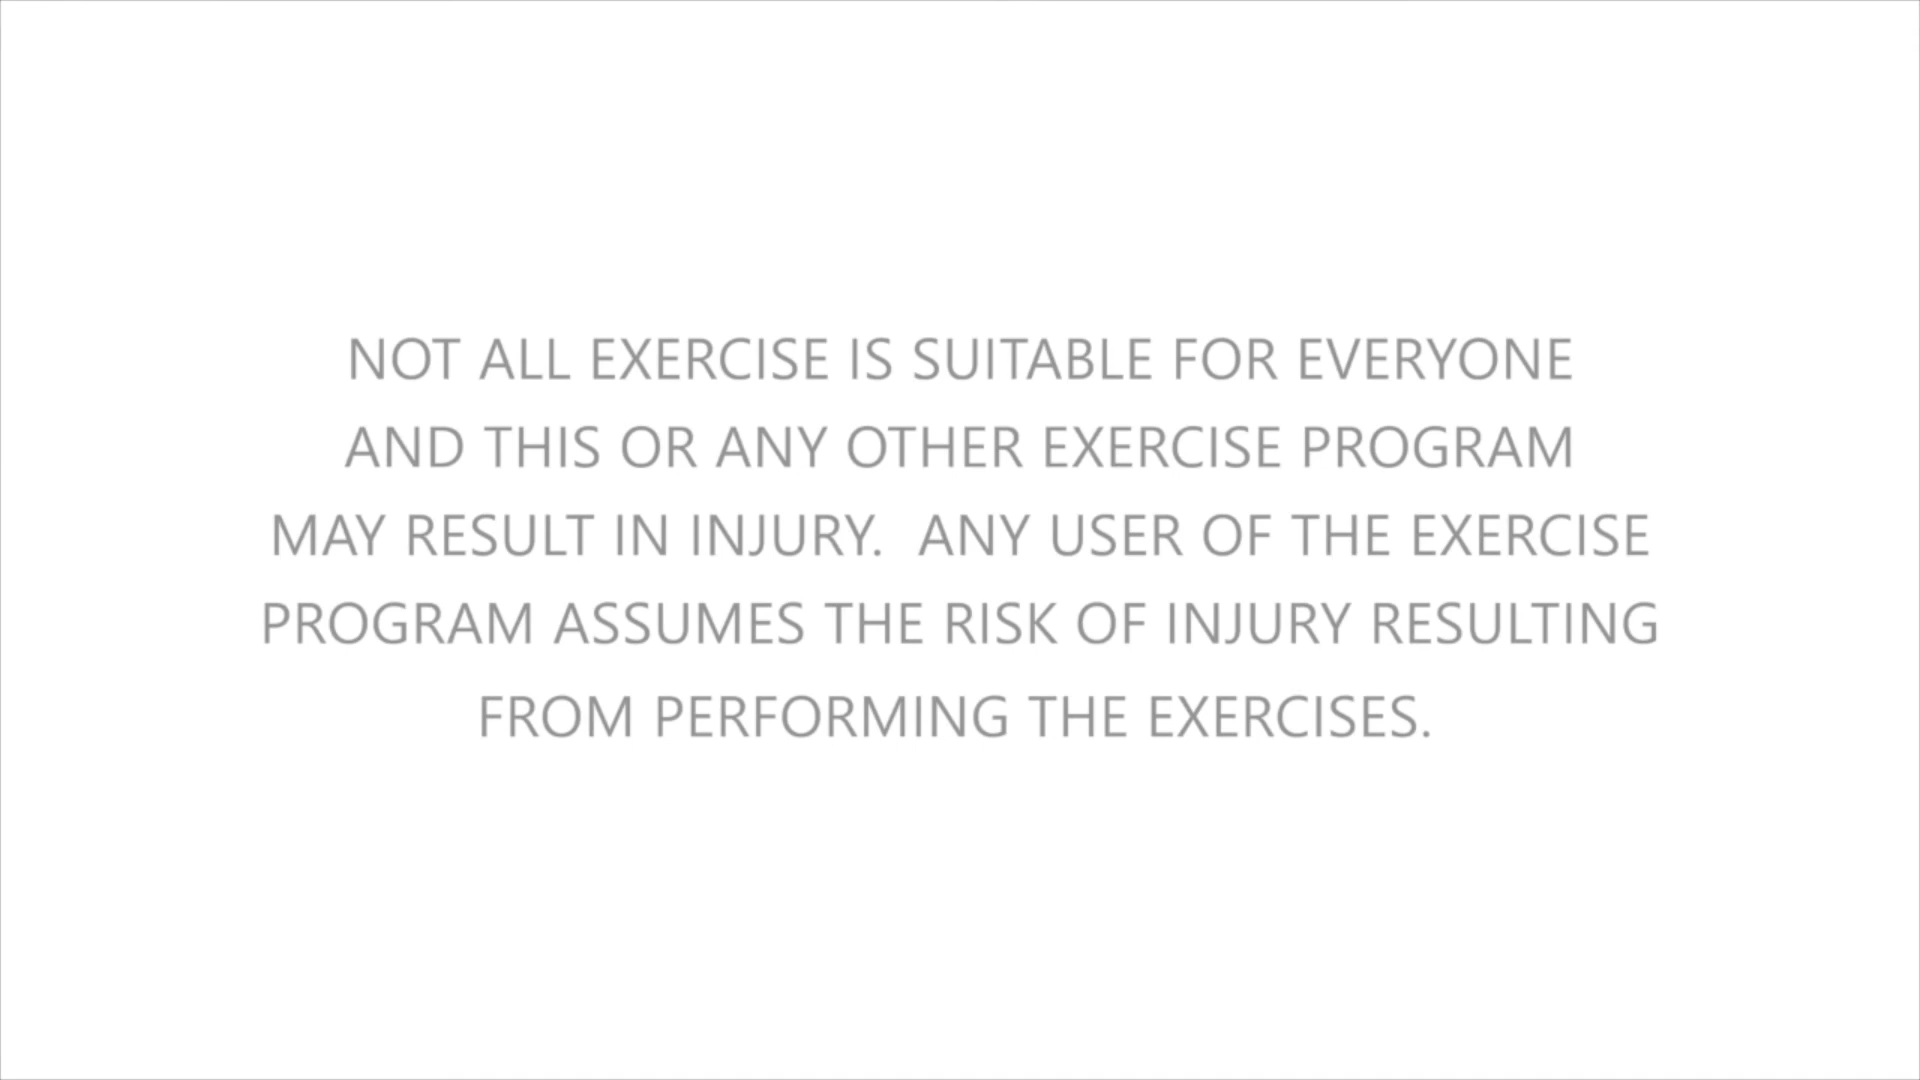 NOT ALL EXERCISE IS SUITABLE FOR EVERYONE
AND THIS OR ANY OTHER EXERCISE PROGRAM
MAY RESULT IN INJURY.  ANY USER OF THE EXERCISE
PROGRAM ASSUMES THE RISK OF INJURY RESULTING
FROM PERFORMING THE EXERCISES.